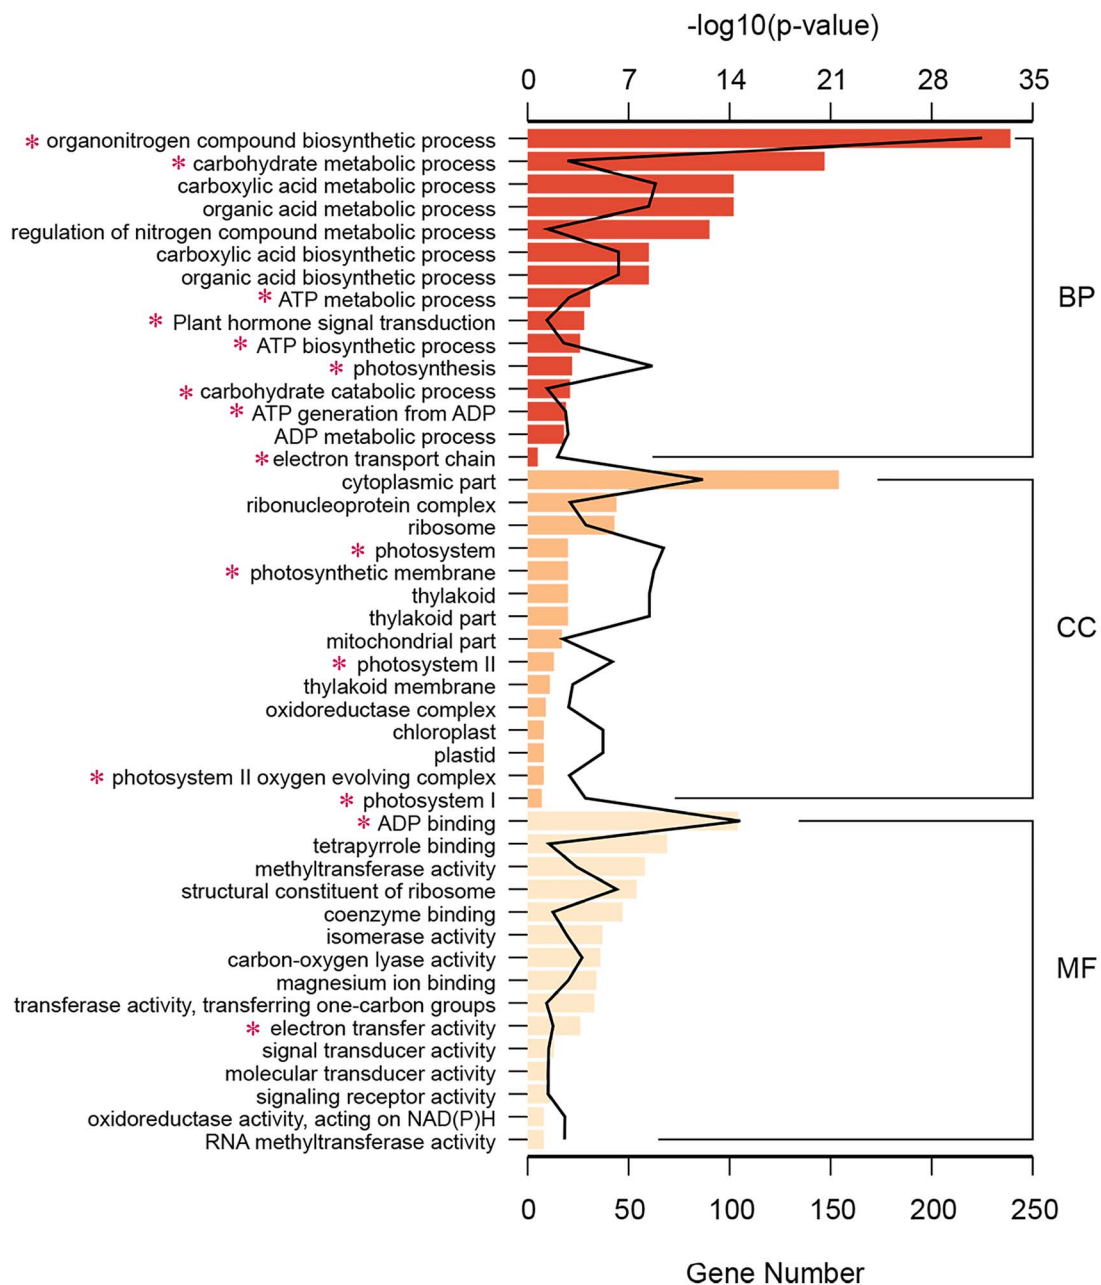 -log10(p-value)
0 7 14 21 28 35
* organonitrogen compound biosynthetic process
* carbohydrate metabolic process
carboxylic acid metabolic process
organic acid metabolic process
regulation of nitrogen compound metabolic process
carboxylic acid biosynthetic process
organic acid biosynthetic process
* ATP metabolic process
BP
* Plant hormone signal transduction
* ATP biosynthetic process
* photosynthesis
* carbohydrate catabolic process
* ATP generation from ADP
ADP metabolic process
* electron transport chain
cytoplasmic part
ribonucleoprotein complex
ribosome
* photosystem
* photosynthetic membrane
thylakoid
thylakoid part
CC
mitochondrial part
* photosystem II
thylakoid membrane
oxidoreductase complex
chloroplast
plastid
* photosystem II oxygen evolving complex
* photosystem I
* ADP binding
tetrapyrrole binding
methyltransferase activity
structural constituent of ribosome
coenzyme binding
isomerase activity
carbon-oxygen lyase activity
MF
magnesium ion binding
transferase activity, transferring one-carbon groups
* electron transfer activity
signal transducer activity
molecular transducer activity
signaling receptor activity
oxidoreductase activity, acting on NAD(P)H
RNA methyltransferase activity
0 50 100 150 200 250
Gene Number